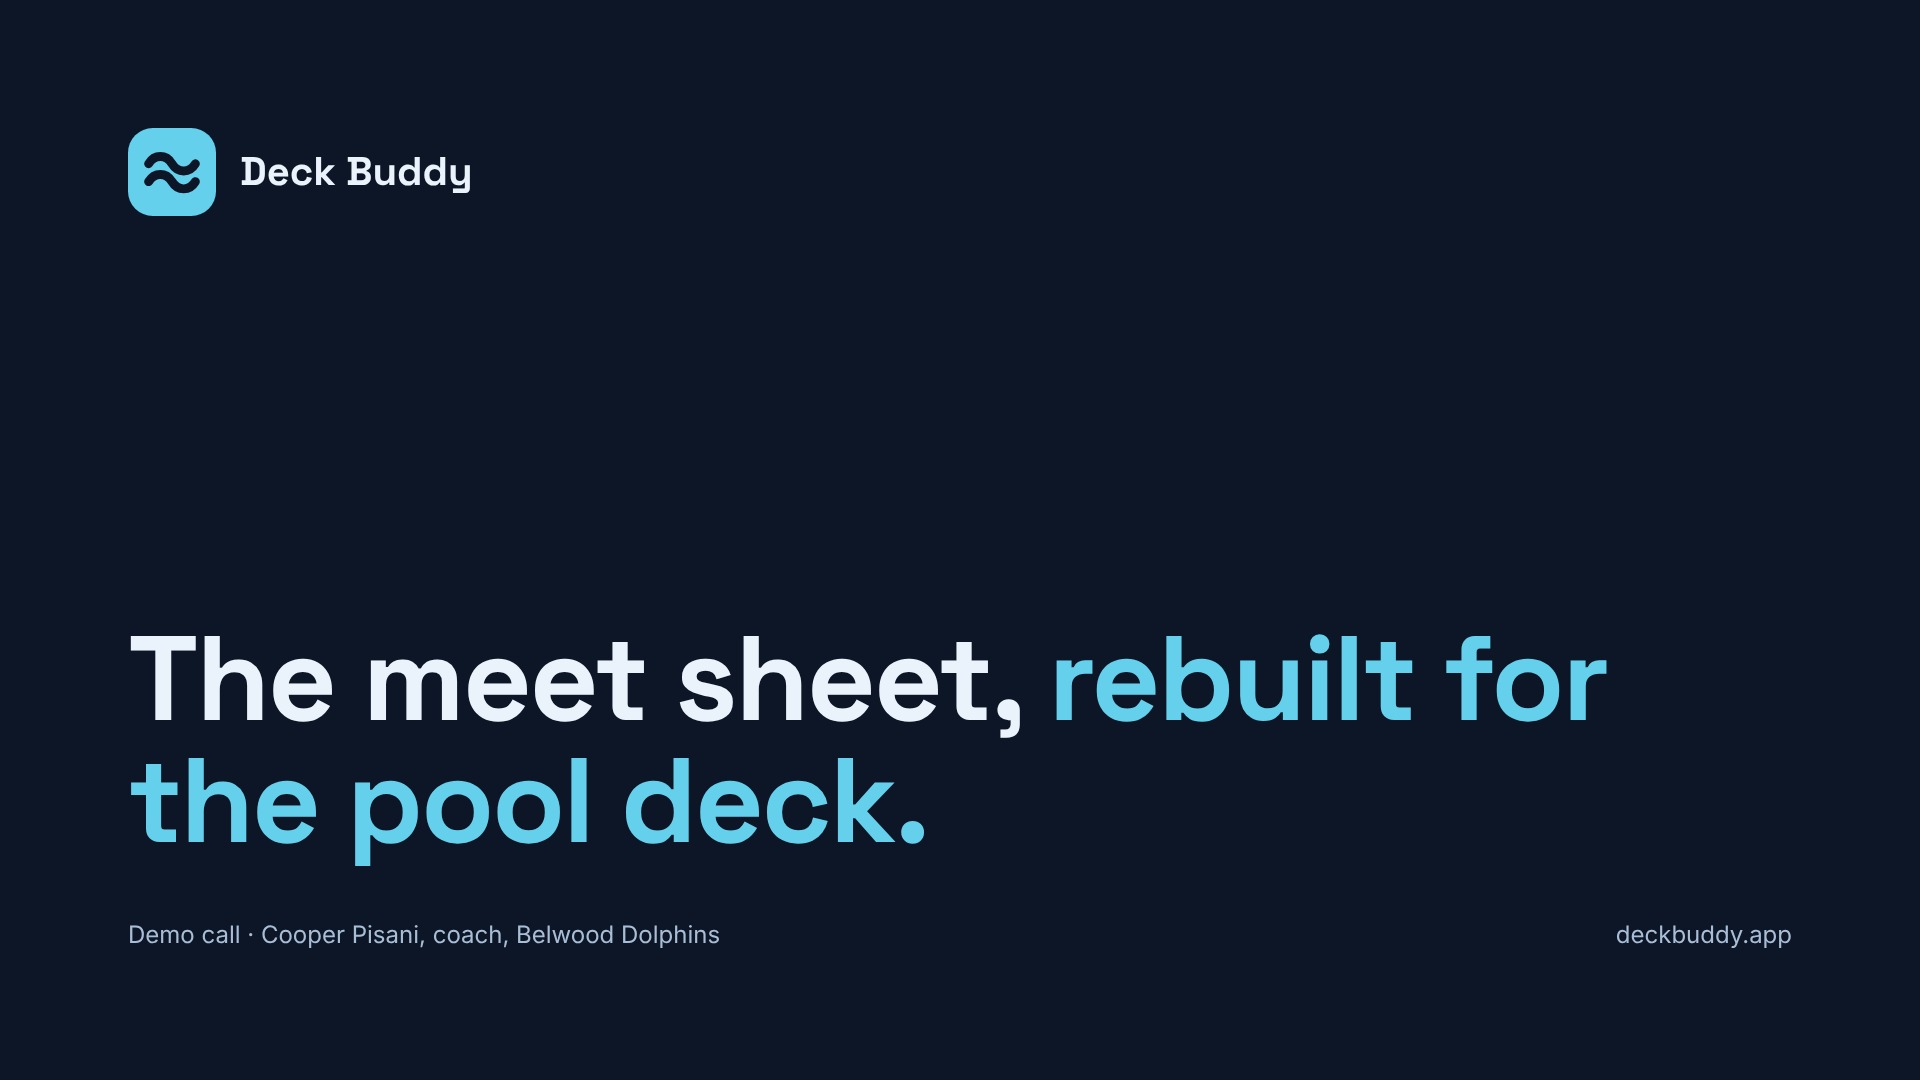 Deck Buddy
The meet sheet, rebuilt for
the pool deck.
Demo call · Cooper Pisani, coach, Belwood Dolphins
deckbuddy.app